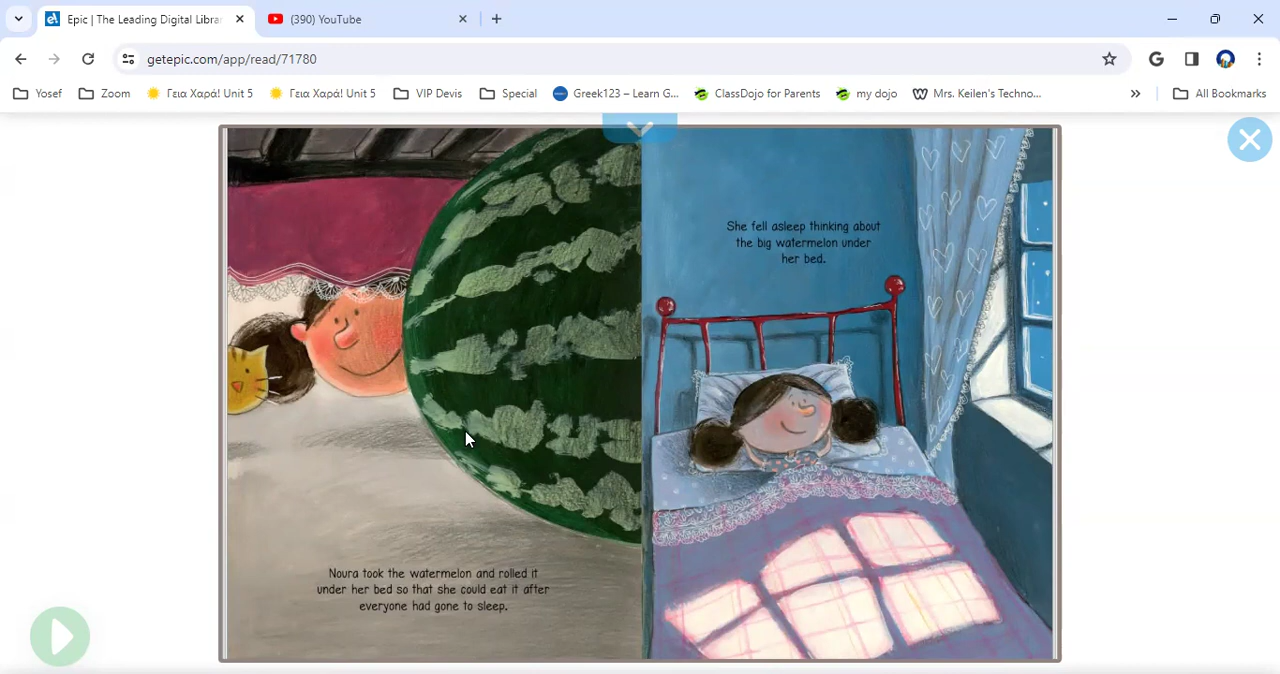 Epic | The Leading Digital Libra
(390) YouTube
getepic.com/app/read/71780
Yosef
Zoom
Γεια Χαρά! Unit 5
Γεια Χαρά! Unit 5
VIP Devis
Special
Greek123 – Learn G...
ClassDojo for Parents
my dojo
Mrs. Keilen's Techno...
All Bookmarks
She fell asleep thinking about
the big watermelon under
her bed.
Noura took the watermelon and rolled it
under her bed so that she could eat it after
everyone had gone to sleep.